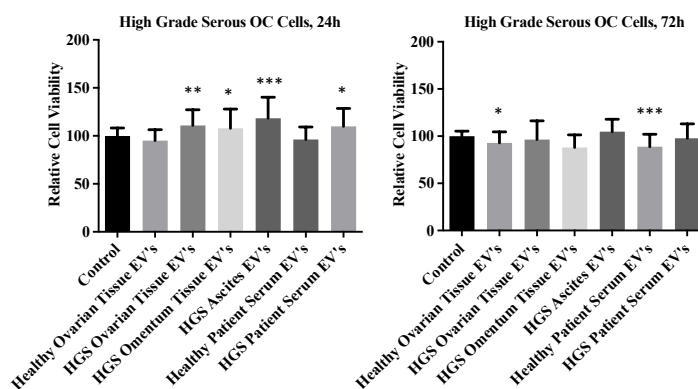 High Grade Serous OC Cells, 24h
Relative Cell Viability
200
150
100
50
0
**
*
***
*
Control
Healthy Ovarian Tissue EV's
HGS Ovarian Tissue EV's
HGS Omentum Tissue EV's
HGS Ascites EV's
Healthy Patient Serum EV's
HGS Patient Serum EV's
High Grade Serous OC Cells, 72h
Relative Cell Viability
200
150
100
50
0
*
***
Control
Healthy Ovarian Tissue EV's
HGS Ovarian Tissue EV's
HGS Omentum Tissue EV's
HGS Ascites EV's
Healthy Patient Serum EV's
HGS Patient Serum EV's